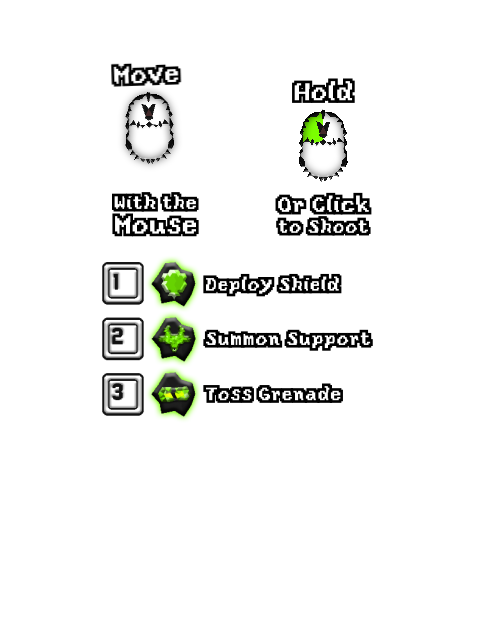 Move
With the
Mouse
Hold
Or Click
to Shoot
1 Deploy Shield
2 Summon Support
3 Toss Grenade